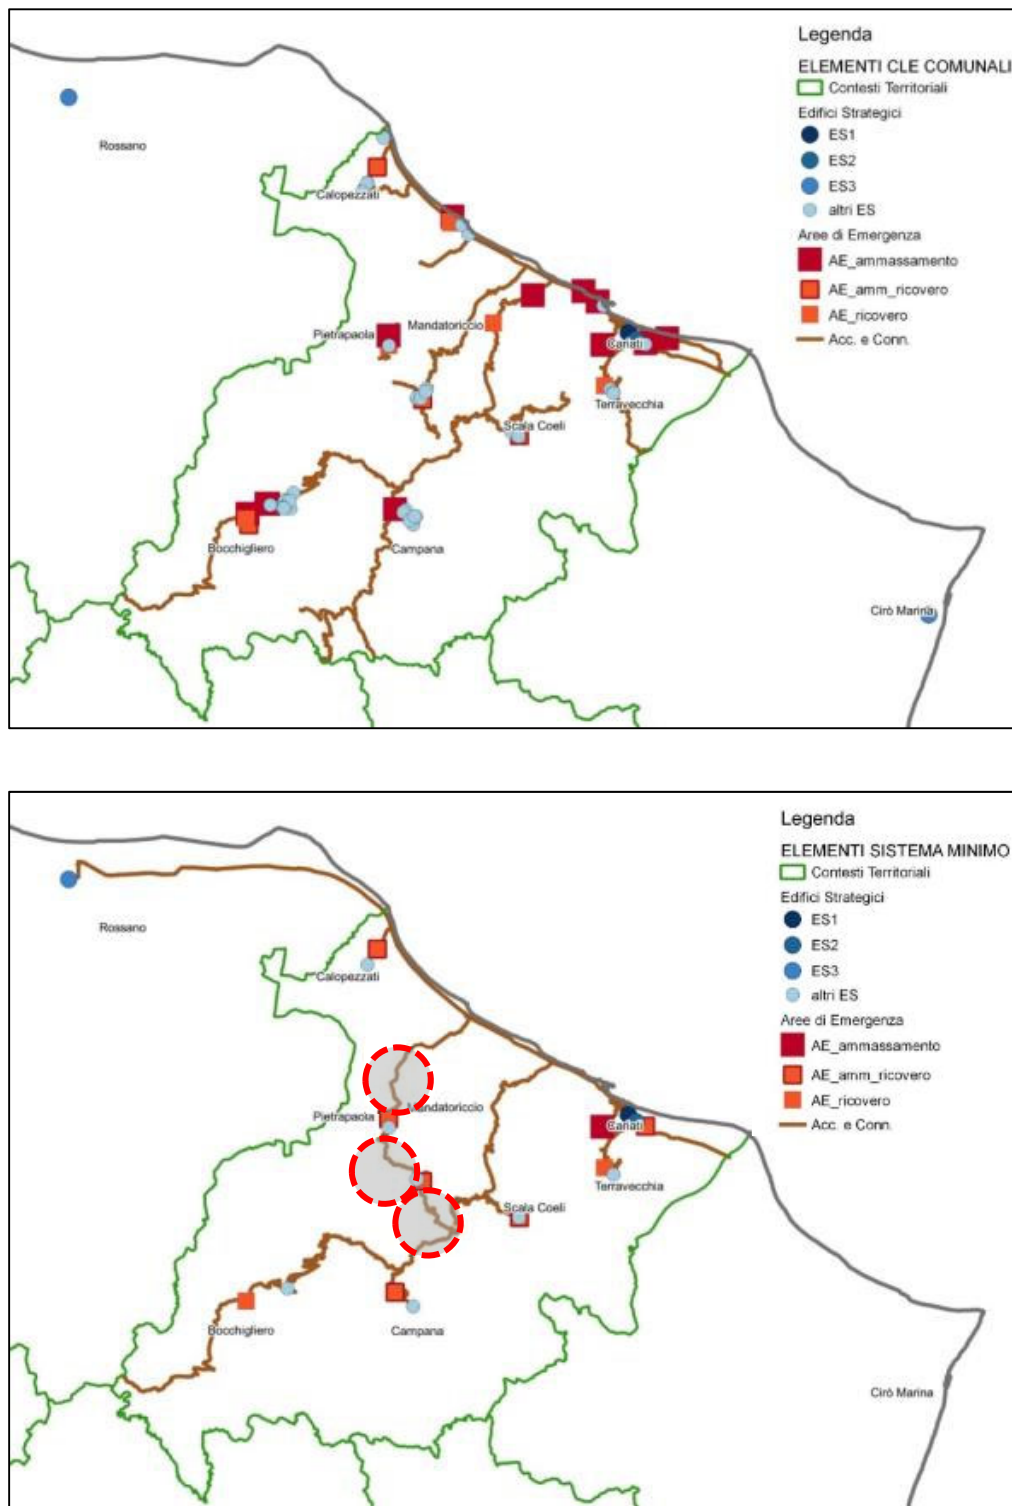 Legenda
ELEMENTI CLE COMUNALI
Contesti Territoriali
Edifici Strategici
ES1
ES2
ES3
altri ES
Aree di Emergenza
AE_ammassamento
AE_amm_ricovero
AE_ricovero
Acc. e Conn.
Rossano
Calopezzati
Pietrapaola
Mandatoriccio
Cariati
Terravecchia
Scala Coeli
Bocchigliero
Campana
Cirò Marina
Legenda
ELEMENTI SISTEMA MINIMO
Contesti Territoriali
Edifici Strategici
ES1
ES2
ES3
altri ES
Aree di Emergenza
AE_ammassamento
AE_amm_ricovero
AE_ricovero
Acc. e Conn.
Rossano
Calopezzati
Pietrapaola
Mandatoriccio
Cariati
Terravecchia
Scala Coeli
Bocchigliero
Campana
Cirò Marina